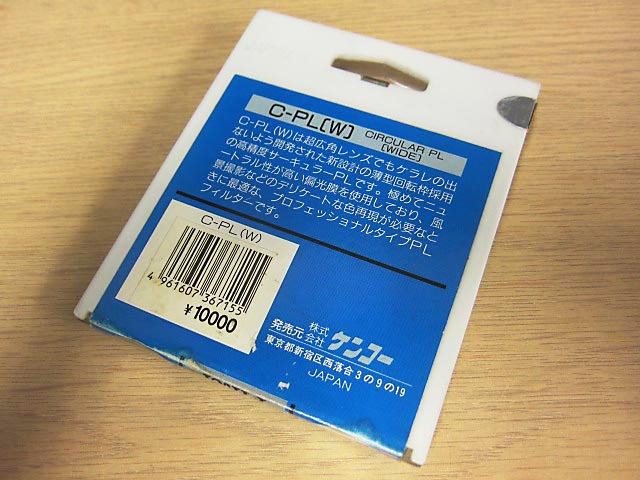 C-PL[W] CIRCULAR PL
[WIDE]
C-PL(W)は超広角レンズでもケラレの出
ないよう開発された新設計の薄型回転枠採用
の高精度サーキュラーPLです。極めてニュ
ートラル性が高い偏光膜を使用しており、風
景撮影などのデリケートな色再現が必要なと
きに最適な、プロフェッショナルタイプPL
フィルターです。
C-PL(W)
4 961607 367155
¥10000
発売元 株式会社 ケンコー
東京都新宿区西落合3の9の19
JAPAN